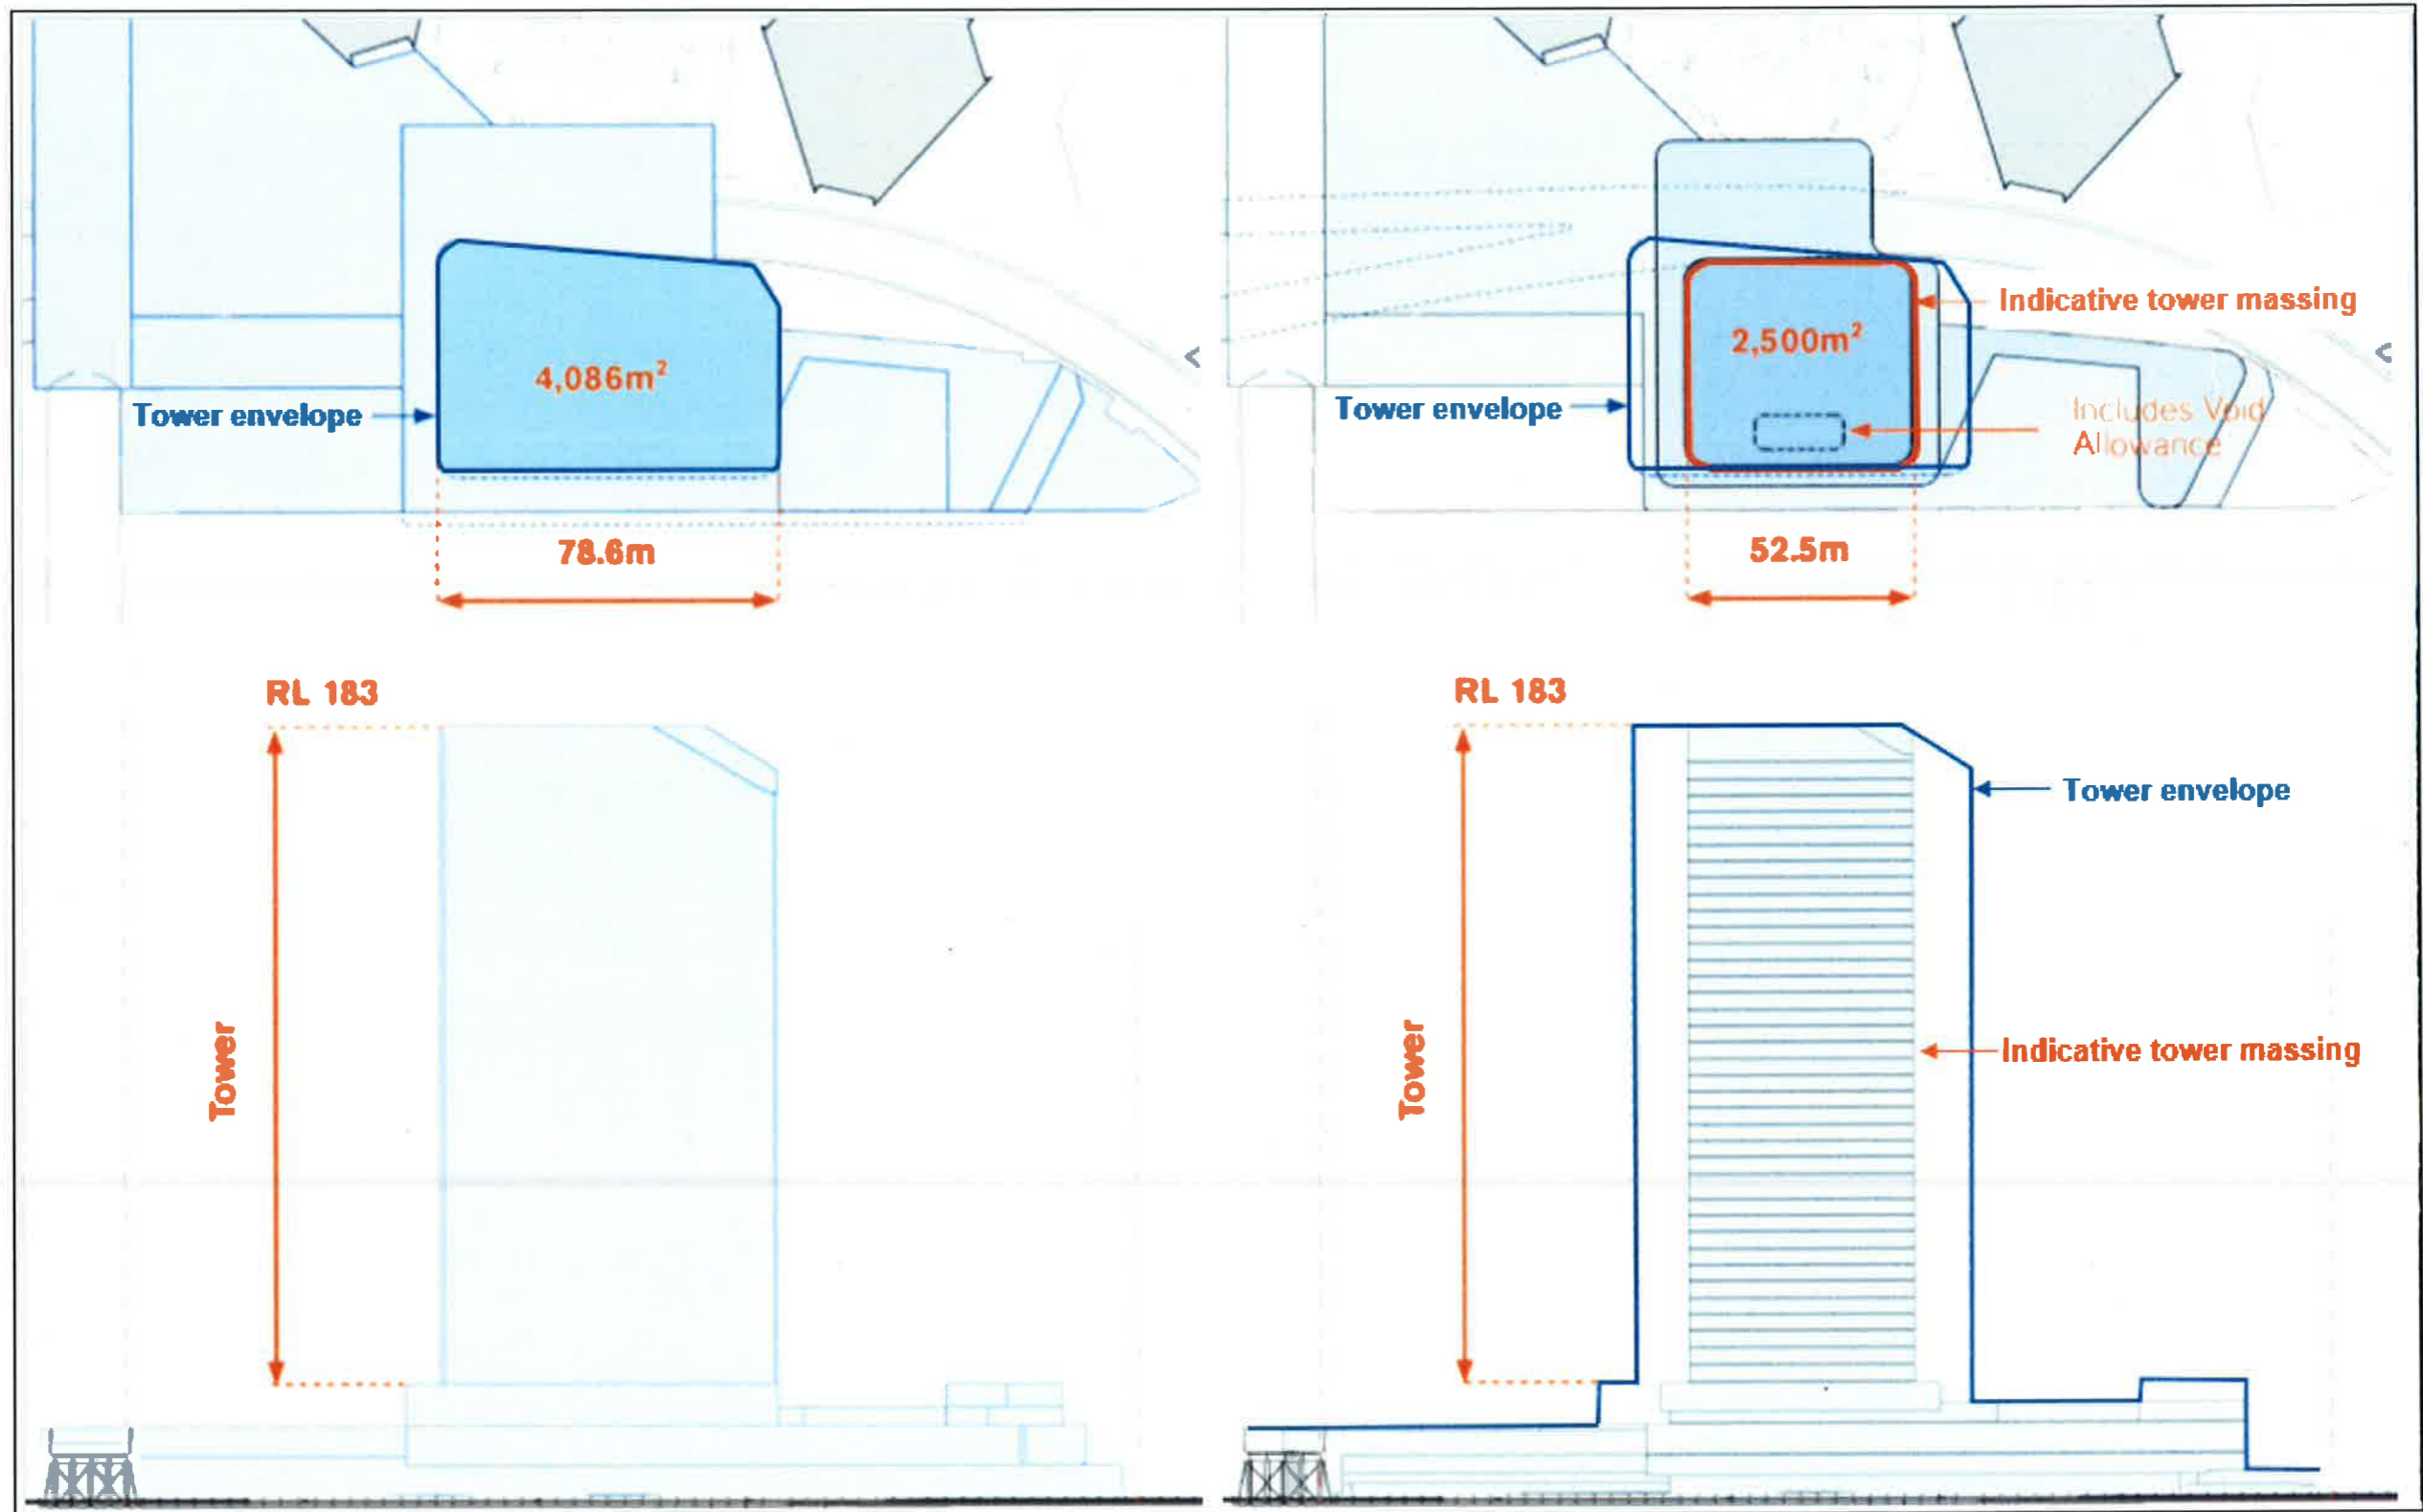 4,086m²
Tower envelope
78.6m
Indicative tower massing
2,500m²
Tower envelope
Includes Void
Allowance
52.5m
RL 183
Tower
RL 183
Tower envelope
Tower
Indicative tower massing